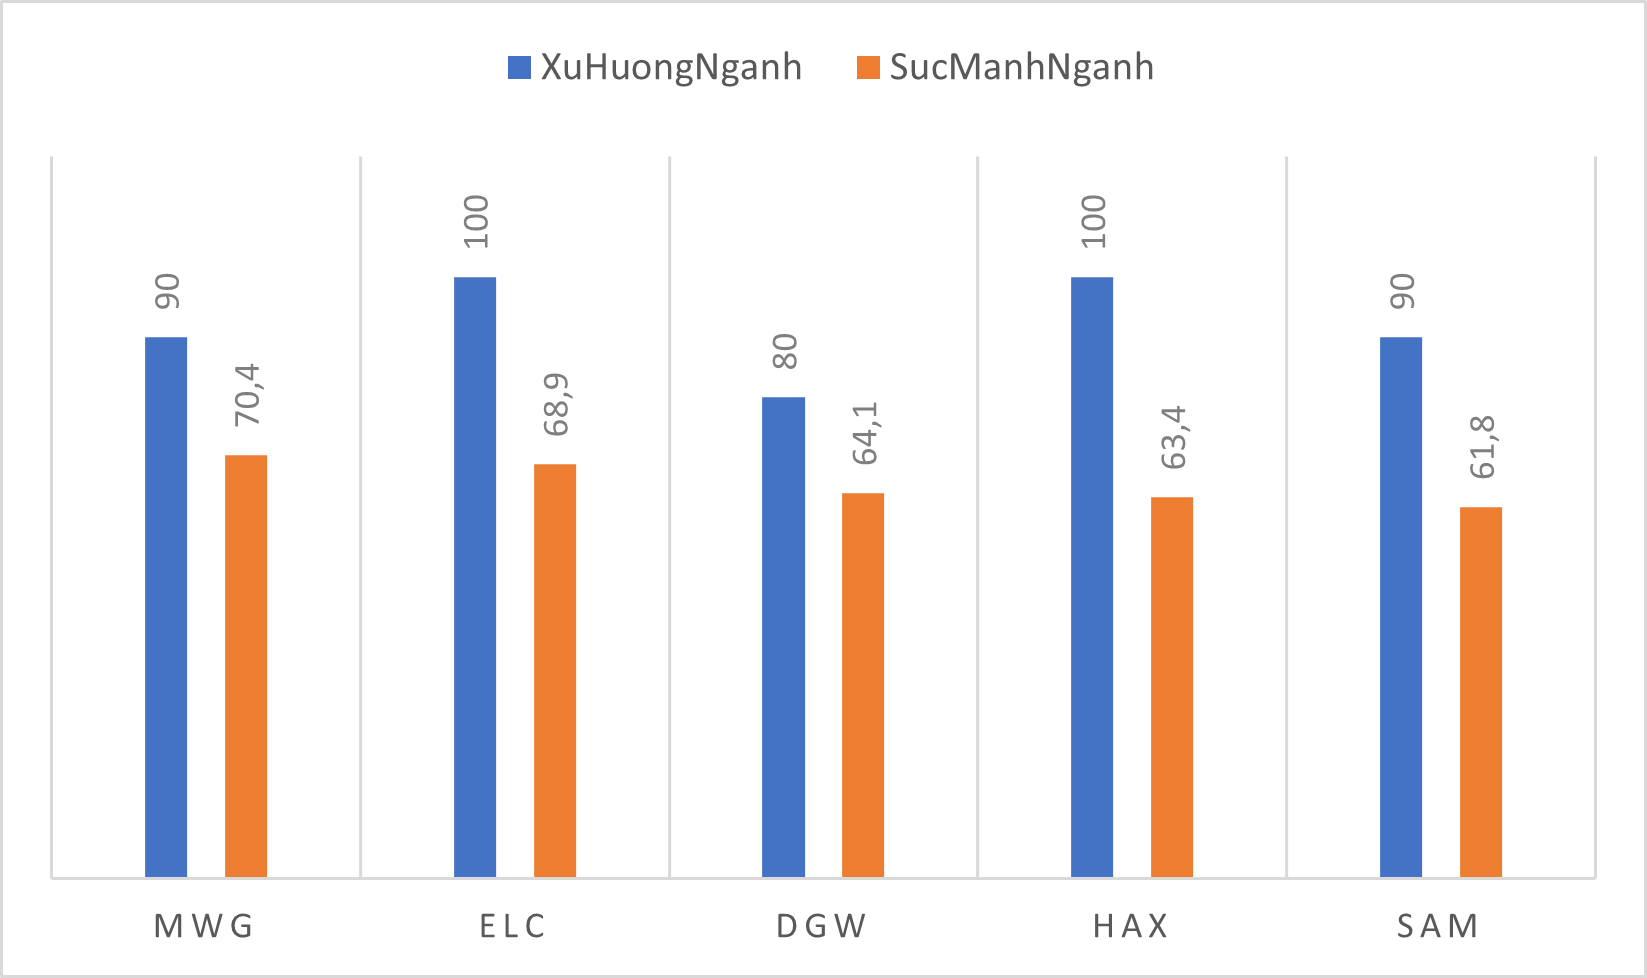 XuHuongNganh SucManhNganh
90 70,4 100 68,9 80 64,1 100 63,4 90 61,8
MWG ELC DGW HAX SAM